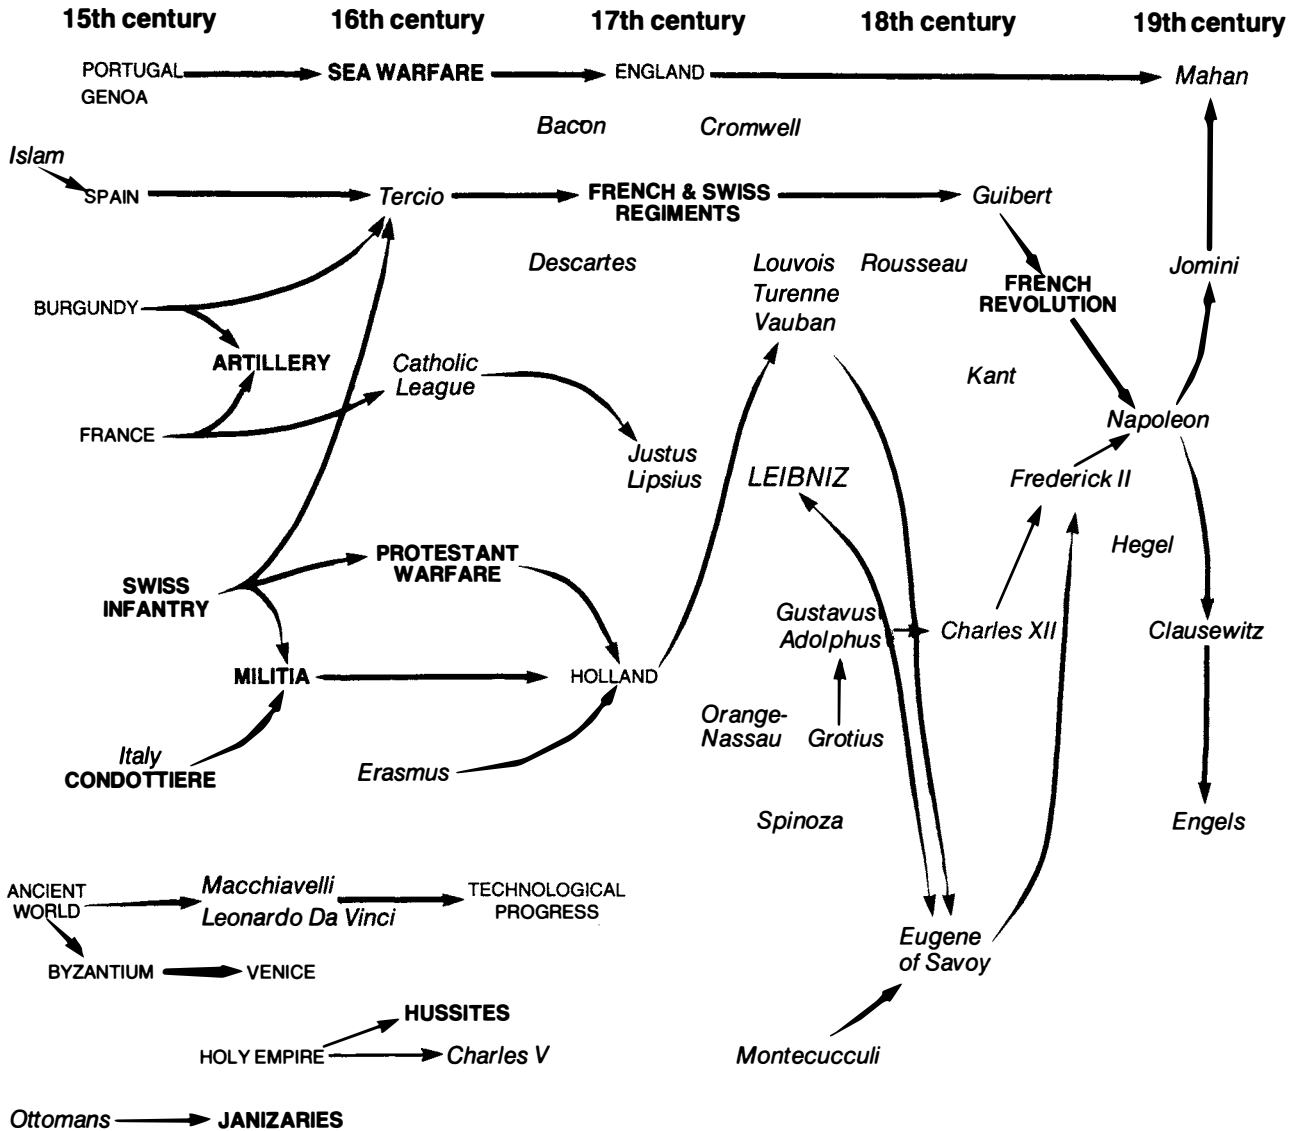 15th century 16th century 17th century 18th century 19th century
PORTUGAL SEA WARFARE ENGLAND Mahan
GENOA
Bacon Cromwell
Islam
SPAIN Tercio FRENCH & SWISS Guibert
REGIMENTS
Descartes Louvois Rousseau Jomini
Turenne FRENCH
Vauban REVOLUTION
BURGUNDY
ARTILLERY Catholic Kant
League
FRANCE Napoleon
Justus
Lipsius LEIBNIZ Frederick II
Hegel
PROTESTANT
WARFARE
SWISS
INFANTRY
Gustavus
Adolphus Charles XII Clausewitz
MILITIA HOLLAND
Orange-
Nassau Grotius
Italy
CONDOTTIERE Erasmus
Spinoza Engels
ANCIENT Macchiavelli TECHNOLOGICAL
WORLD Leonardo Da Vinci PROGRESS
Eugene
of Savoy
BYZANTIUM VENICE
HUSSITES
HOLY EMPIRE Charles V Montecucculi
Ottomans JANIZARIES